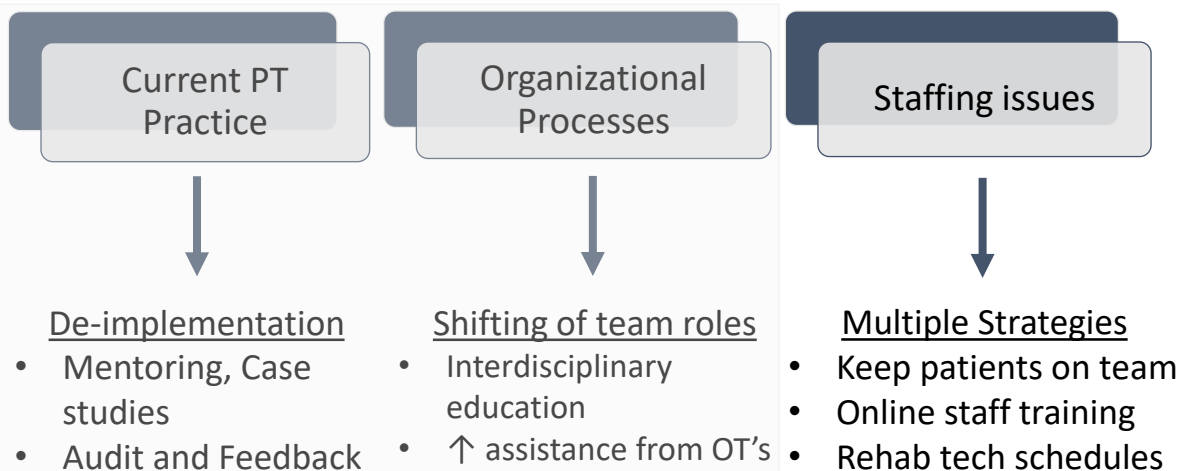 Current PT
Practice
Organizational
Processes
Staffing issues
De-implementation
• Mentoring, Case
studies
• Audit and Feedback
Shifting of team roles
• Interdisciplinary
education
• ↑ assistance from OT's
Multiple Strategies
• Keep patients on team
• Online staff training
• Rehab tech schedules